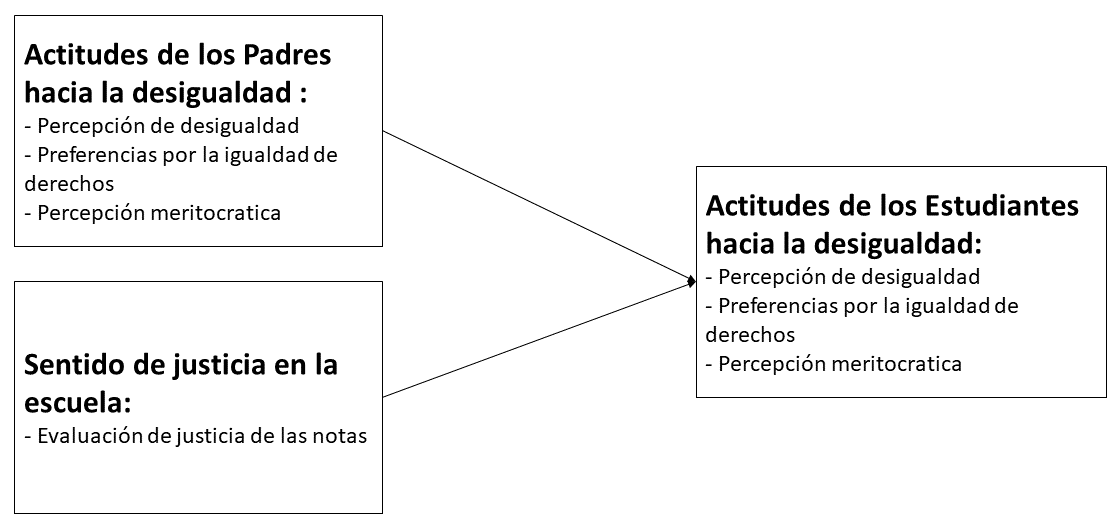 Actitudes de los Padres
hacia la desigualdad :
- Percepción de desigualdad
- Preferencias por la igualdad de
derechos
- Percepción meritocratica
Sentido de justicia en la
escuela:
- Evaluación de justicia de las notas
Actitudes de los Estudiantes
hacia la desigualdad:
- Percepción de desigualdad
- Preferencias por la igualdad de
derechos
- Percepción meritocratica